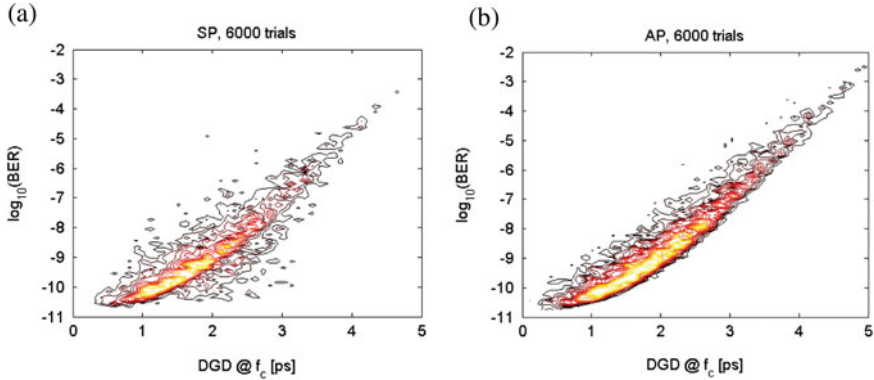 (a)
SP, 6000 trials
-2
-3
-4
-5
-6
-7
-8
-9
-10
-11
log10(BER)
0 1 2 3 4 5
DGD @ fc [ps]
(b)
AP, 6000 trials
-2
-3
-4
-5
-6
-7
-8
-9
-10
-11
log10(BER)
0 1 2 3 4 5
DGD @ fc [ps]